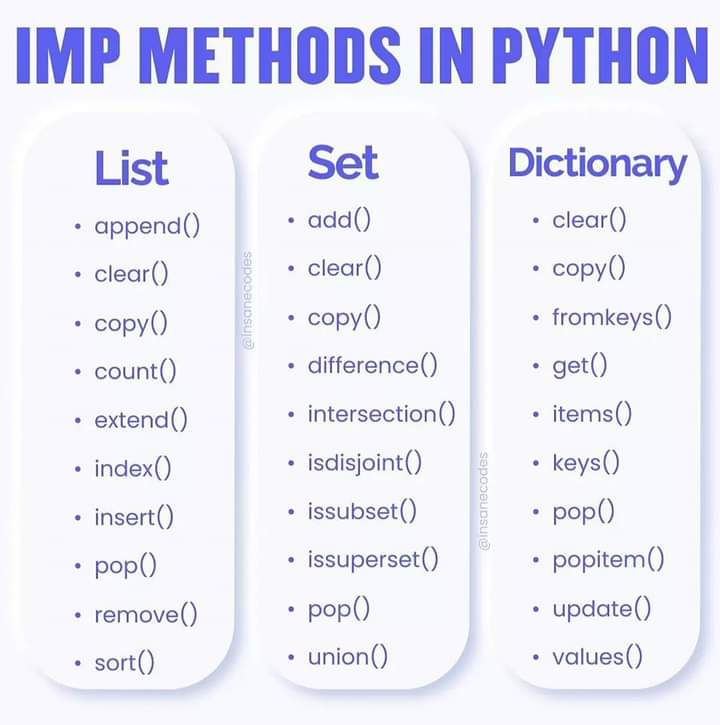 IMP METHODS IN PYTHON
List
• append()
• clear()
• copy()
• count()
• extend()
• index()
• insert()
• pop()
• remove()
• sort()
@insanecodes
Set
• add()
• clear()
• copy()
• difference()
• intersection()
• isdisjoint()
• issubset()
• issuperset()
• pop()
• union()
@insanecodes
Dictionary
• clear()
• copy()
• fromkeys()
• get()
• items()
• keys()
• pop()
• popitem()
• update()
• values()